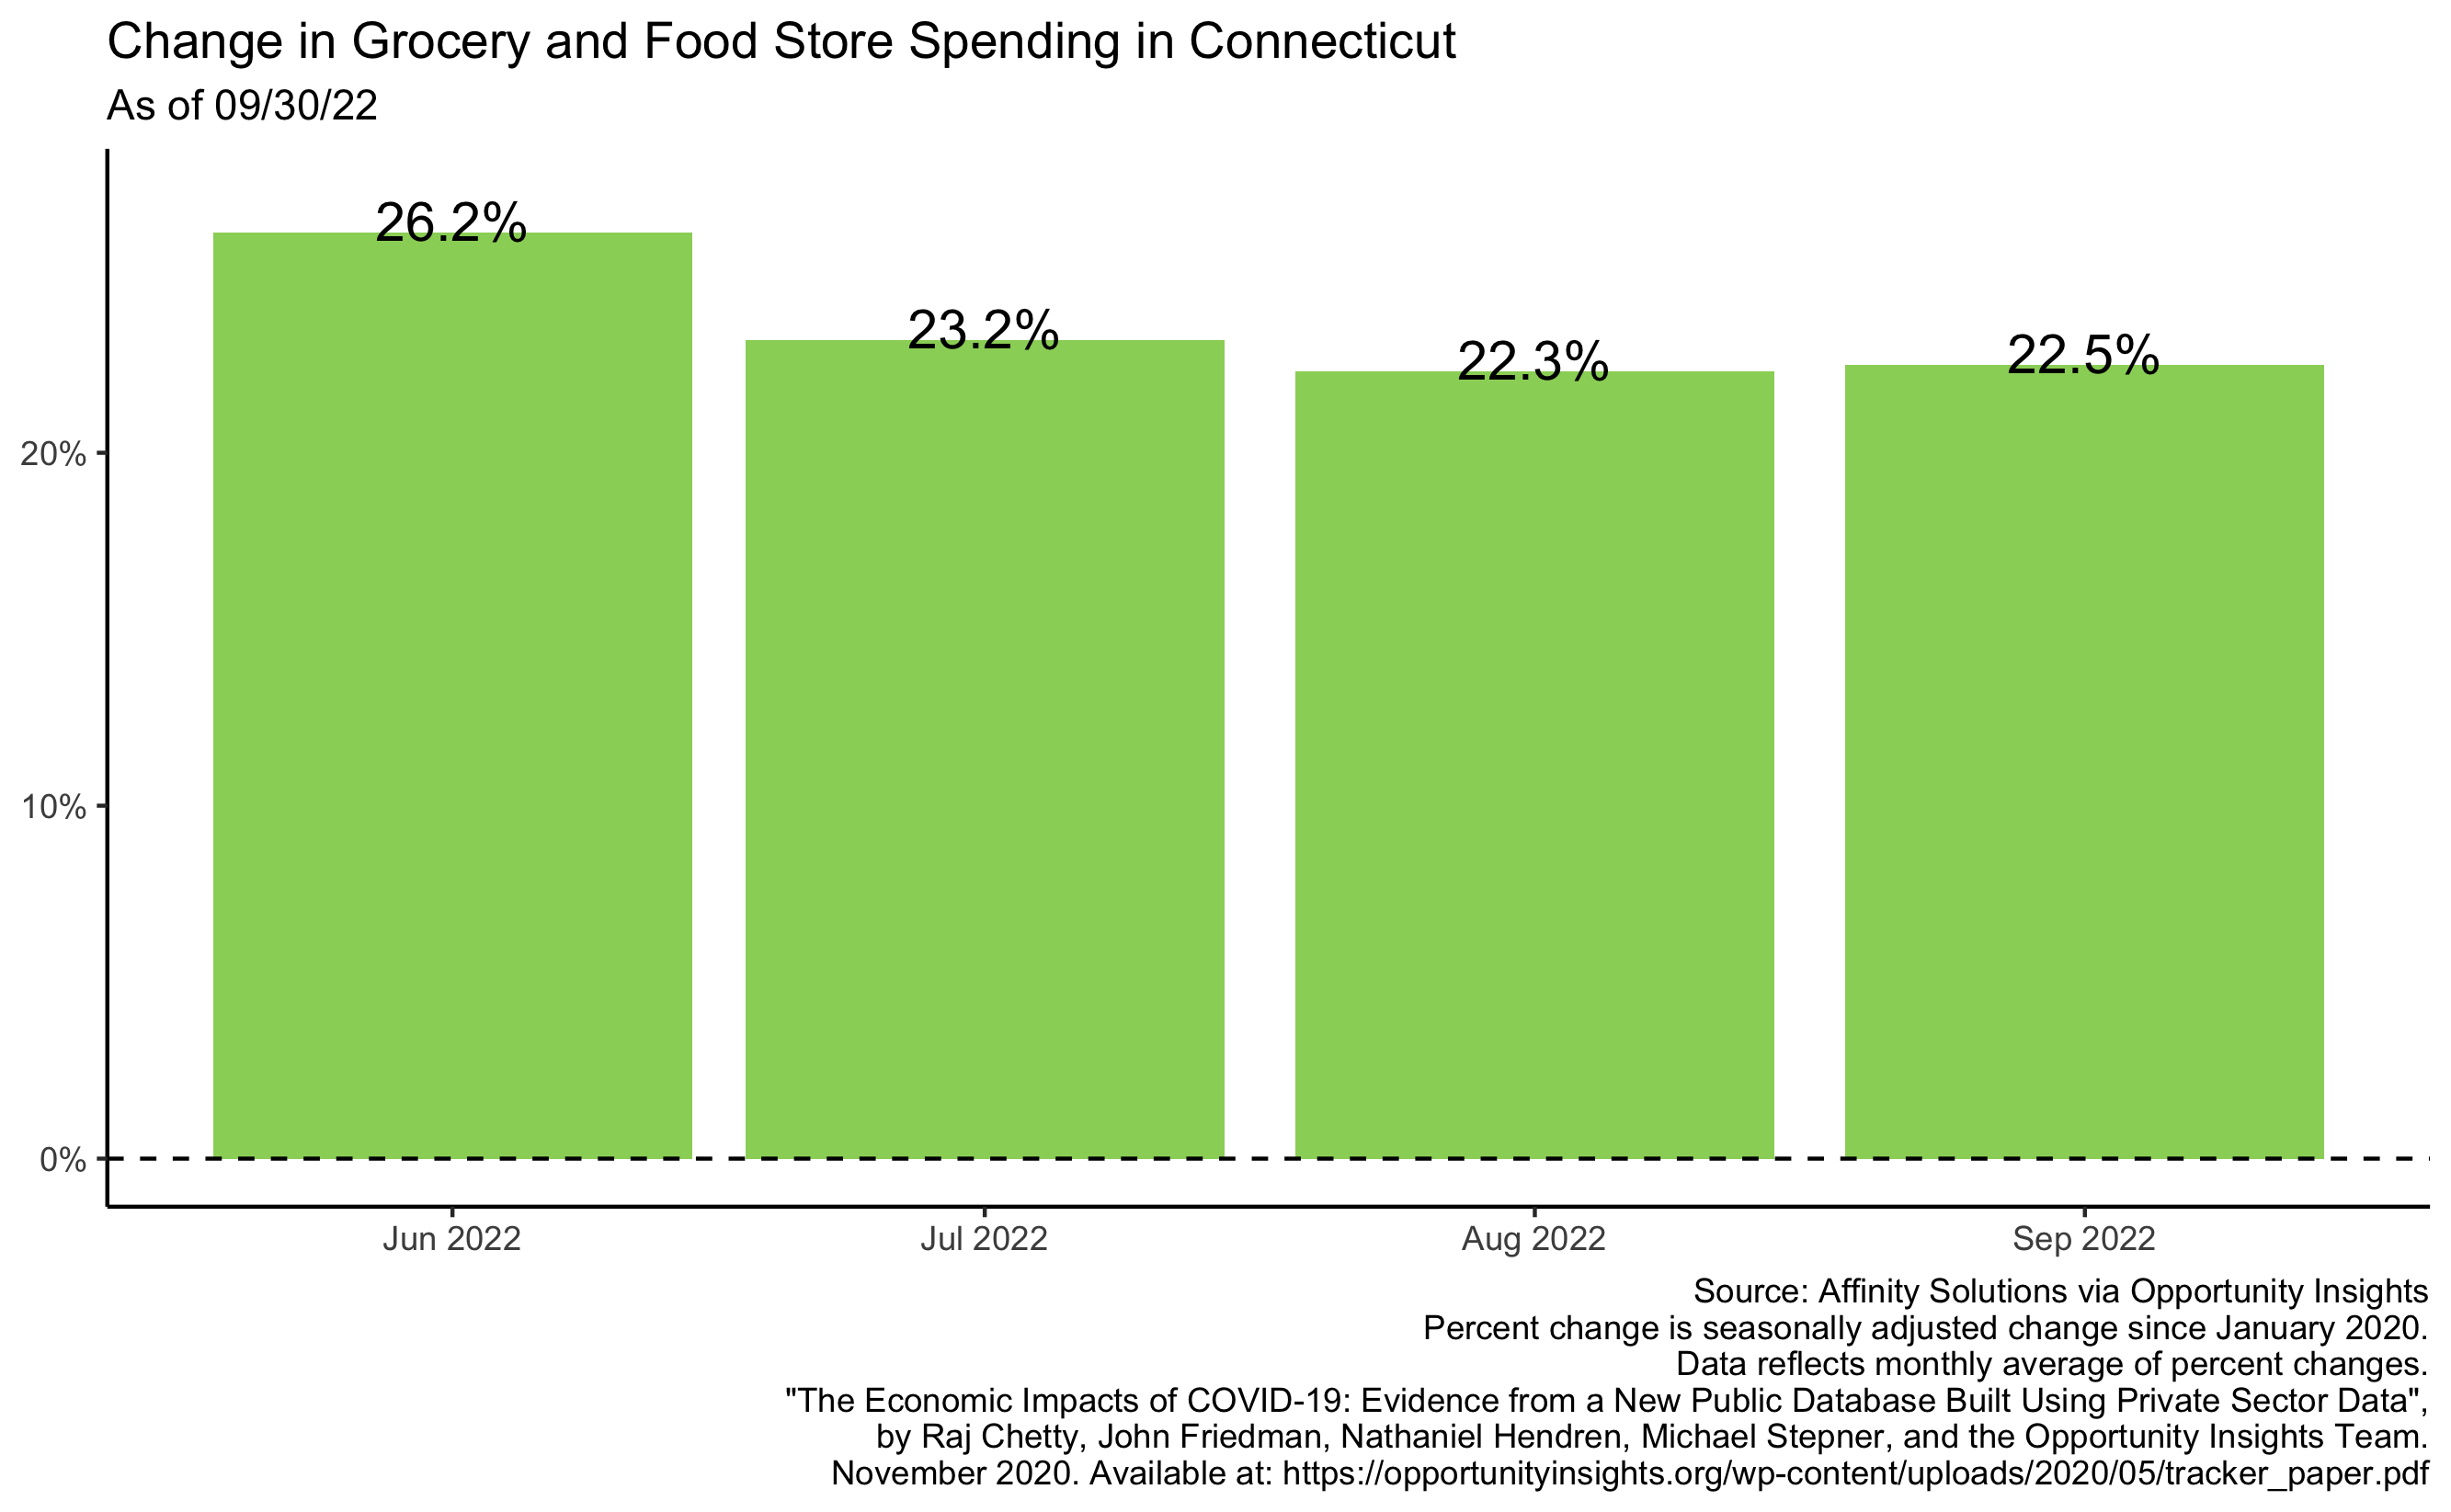 Change in Grocery and Food Store Spending in Connecticut
As of 09/30/22
26.2%
23.2%
22.3%
22.5%
20%
10%
0%
Jun 2022
Jul 2022
Aug 2022
Sep 2022
Source: Affinity Solutions via Opportunity Insights
Percent change is seasonally adjusted change since January 2020.
Data reflects monthly average of percent changes.
"The Economic Impacts of COVID-19: Evidence from a New Public Database Built Using Private Sector Data",
by Raj Chetty, John Friedman, Nathaniel Hendren, Michael Stepner, and the Opportunity Insights Team.
November 2020. Available at: https://opportunityinsights.org/wp-content/uploads/2020/05/tracker_paper.pdf